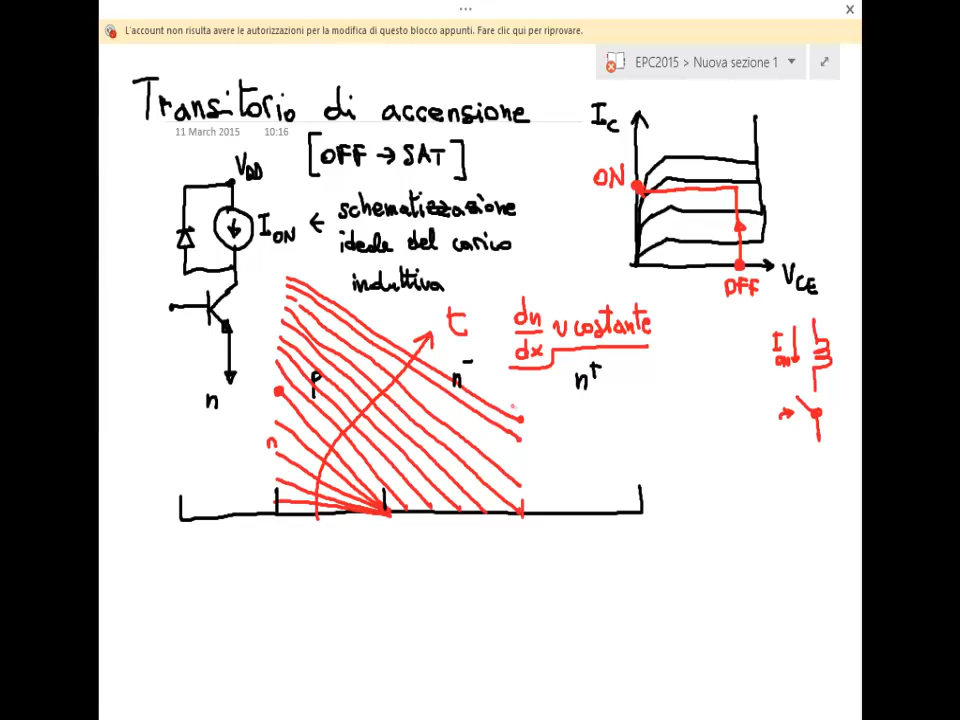 L'account non risulta avere le autorizzazioni per la modifica di questo blocco appunti. Fare clic qui per riprovare.
EPC2015 > Nuova sezione 1
Transitorio di accensione
11 March 2015 10:16
[OFF → SAT]
VDD
ION ← schematizzazione
ideale del carico
induttivo
IC
ON
OFF
VCE
t
dn/dx ν costante
I ON
n
p
n-
n+
n